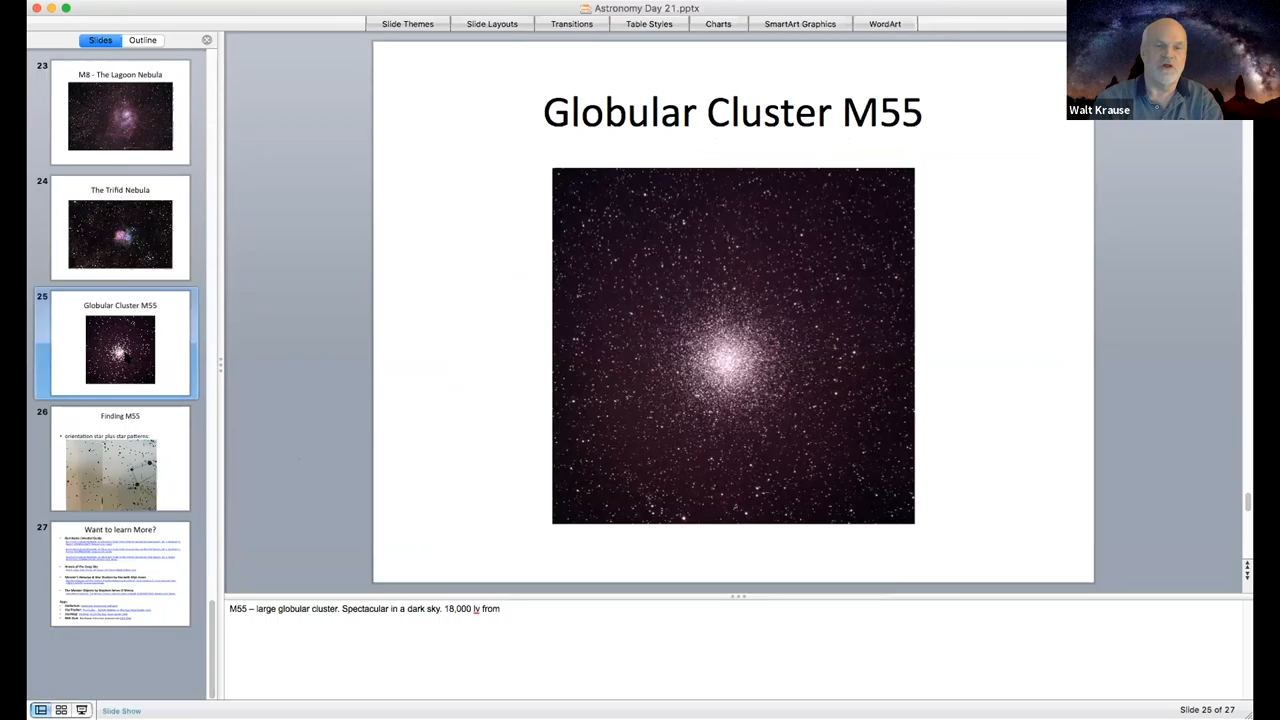 Astronomy Day 21.pptx
Slide Themes
Slide Layouts
Transitions
Table Styles
Charts
SmartArt Graphics
WordArt
Walt Krause
Slides
Outline
23
M8 - The Lagoon Nebula
24
The Trifid Nebula
25
Globular Cluster M55
26
Finding M55
• orientation star plus star patterns:
27
Want to learn More?
Globular Cluster M55
M55 – large globular cluster. Spectacular in a dark sky. 18,000 ly from
Slide Show
Slide 25 of 27